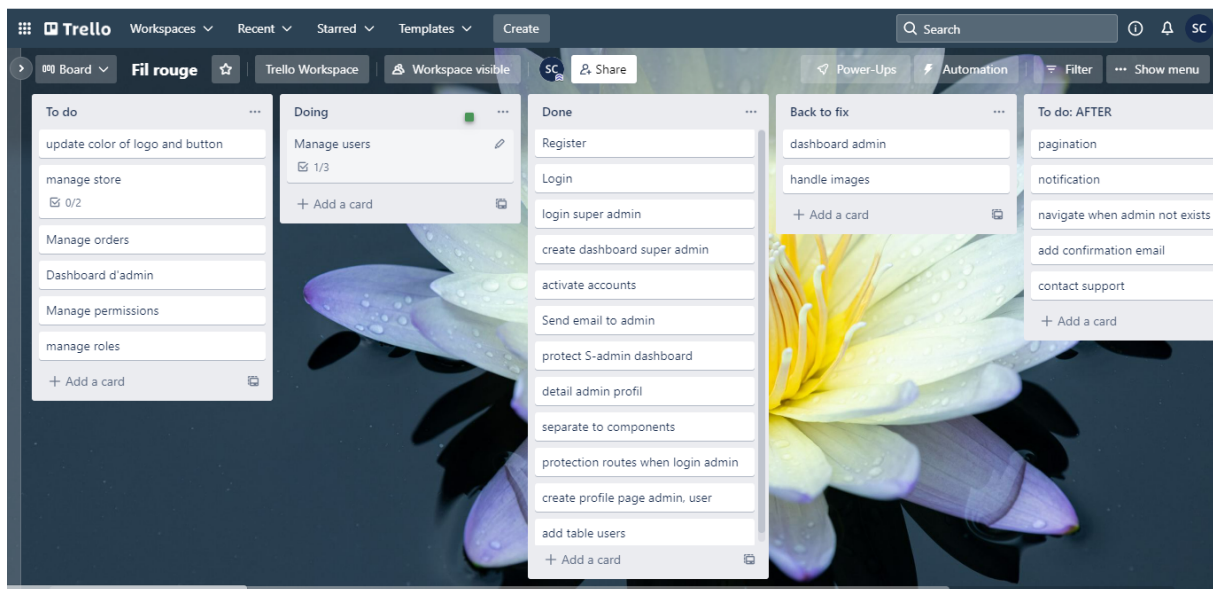 Trello Workspaces Recent Starred Templates Create Search SC
Board Fil rouge Trello Workspace Workspace visible SC Share Power-Ups Automation Filter Show menu
To do
update color of logo and button
manage store
0/2
Manage orders
Dashboard d'admin
Manage permissions
manage roles
+ Add a card
Doing
Manage users
1/3
+ Add a card
Done
Register
Login
login super admin
create dashboard super admin
activate accounts
Send email to admin
protect S-admin dashboard
detail admin profil
separate to components
protection routes when login admin
create profile page admin, user
add table users
+ Add a card
Back to fix
dashboard admin
handle images
+ Add a card
To do: AFTER
pagination
notification
navigate when admin not exists
add confirmation email
contact support
+ Add a card